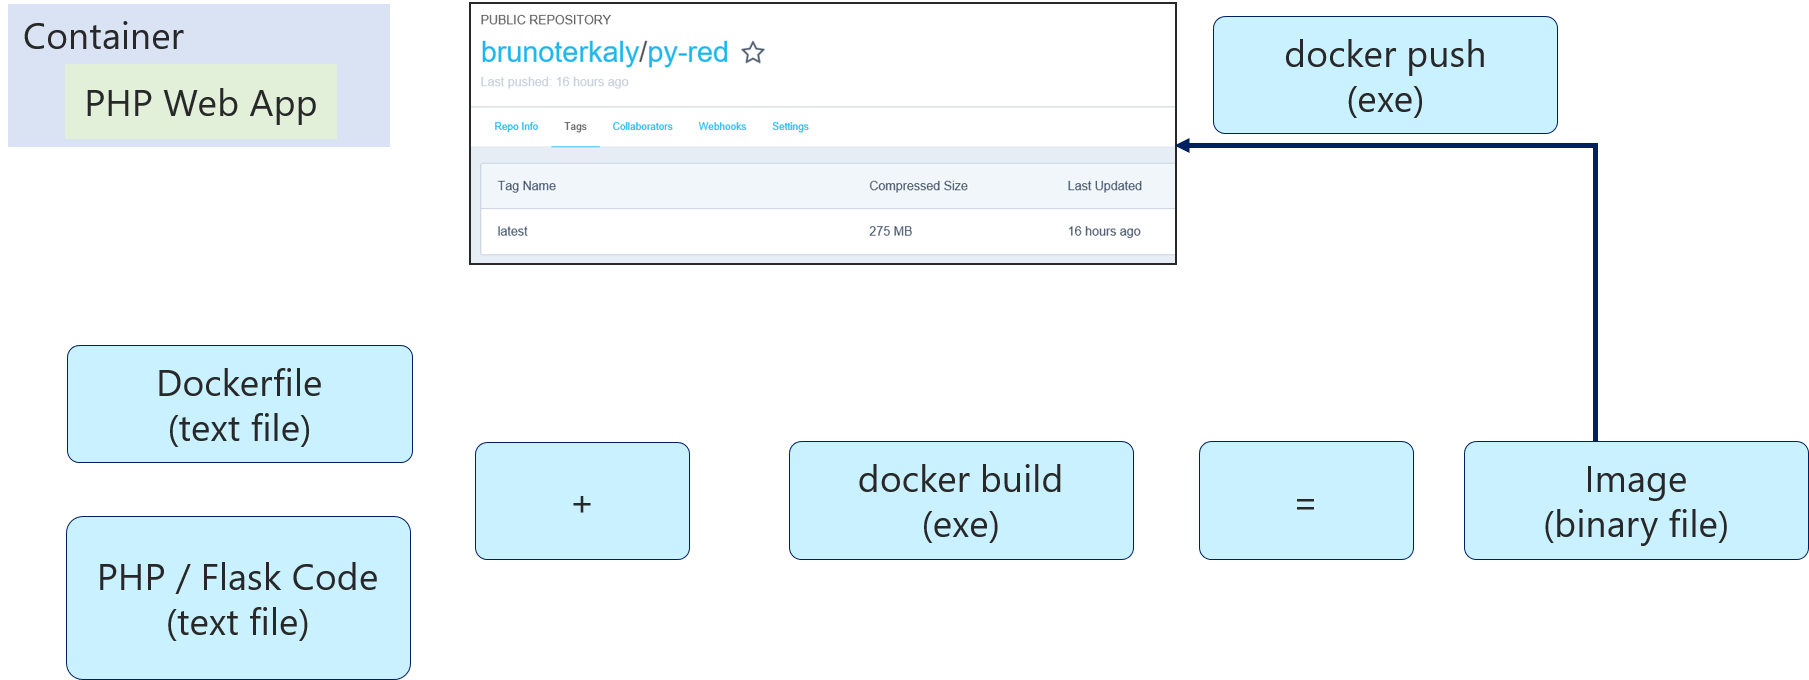 Container
PHP Web App
PUBLIC REPOSITORY
brunoterkaly/py-red
Last pushed: 16 hours ago
Repo Info Tags Collaborators Webhooks Settings
Tag Name Compressed Size Last Updated
latest 275 MB 16 hours ago
docker push
(exe)
Dockerfile
(text file)
PHP / Flask Code
(text file)
+
docker build
(exe)
=
Image
(binary file)